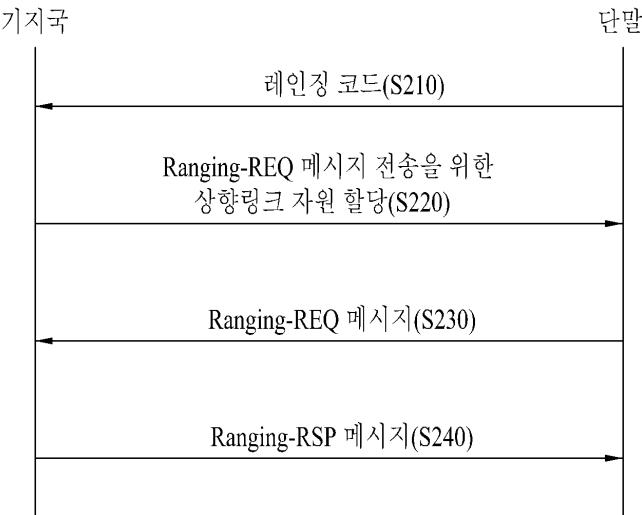 기지국
단말
레인징 코드(S210)
Ranging-REQ 메시지 전송을 위한
상향링크 자원 할당(S220)
Ranging-REQ 메시지(S230)
Ranging-RSP 메시지(S240)